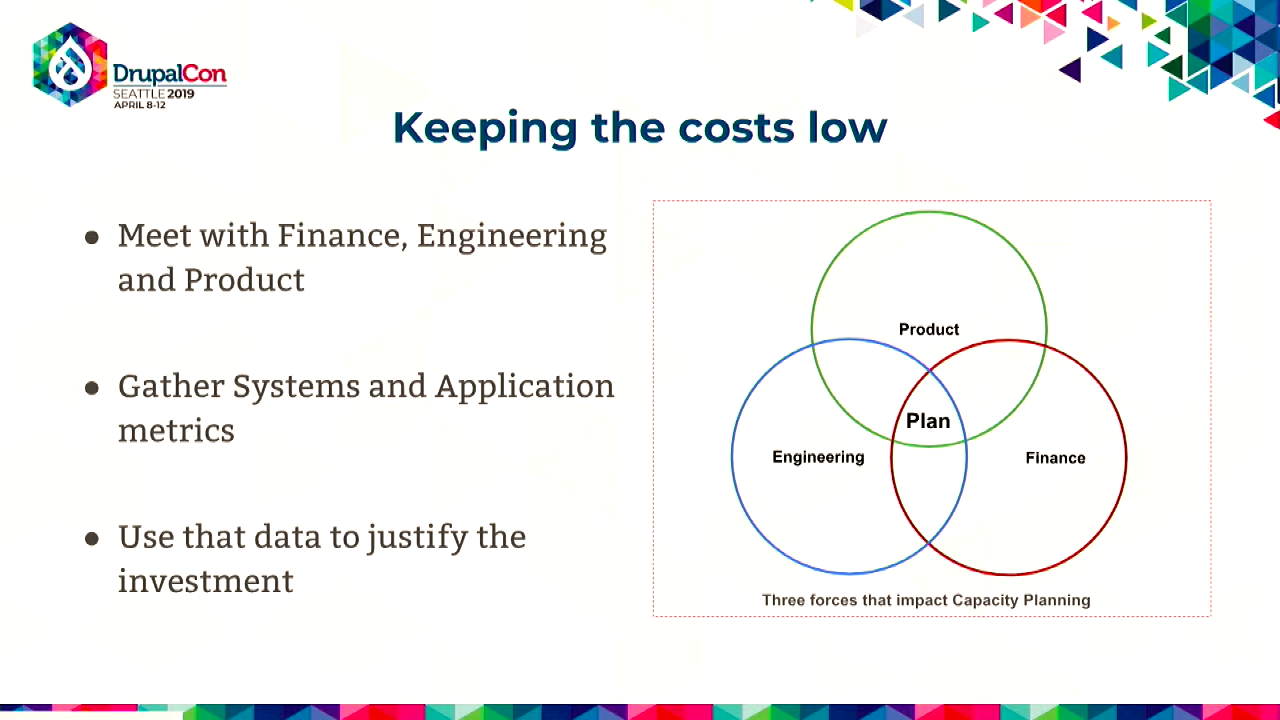 DrupalCon
SEATTLE 2019
APRIL 8-12
Keeping the costs low
● Meet with Finance, Engineering
and Product
● Gather Systems and Application
metrics
● Use that data to justify the
investment
Product
Plan
Engineering
Finance
Three forces that impact Capacity Planning